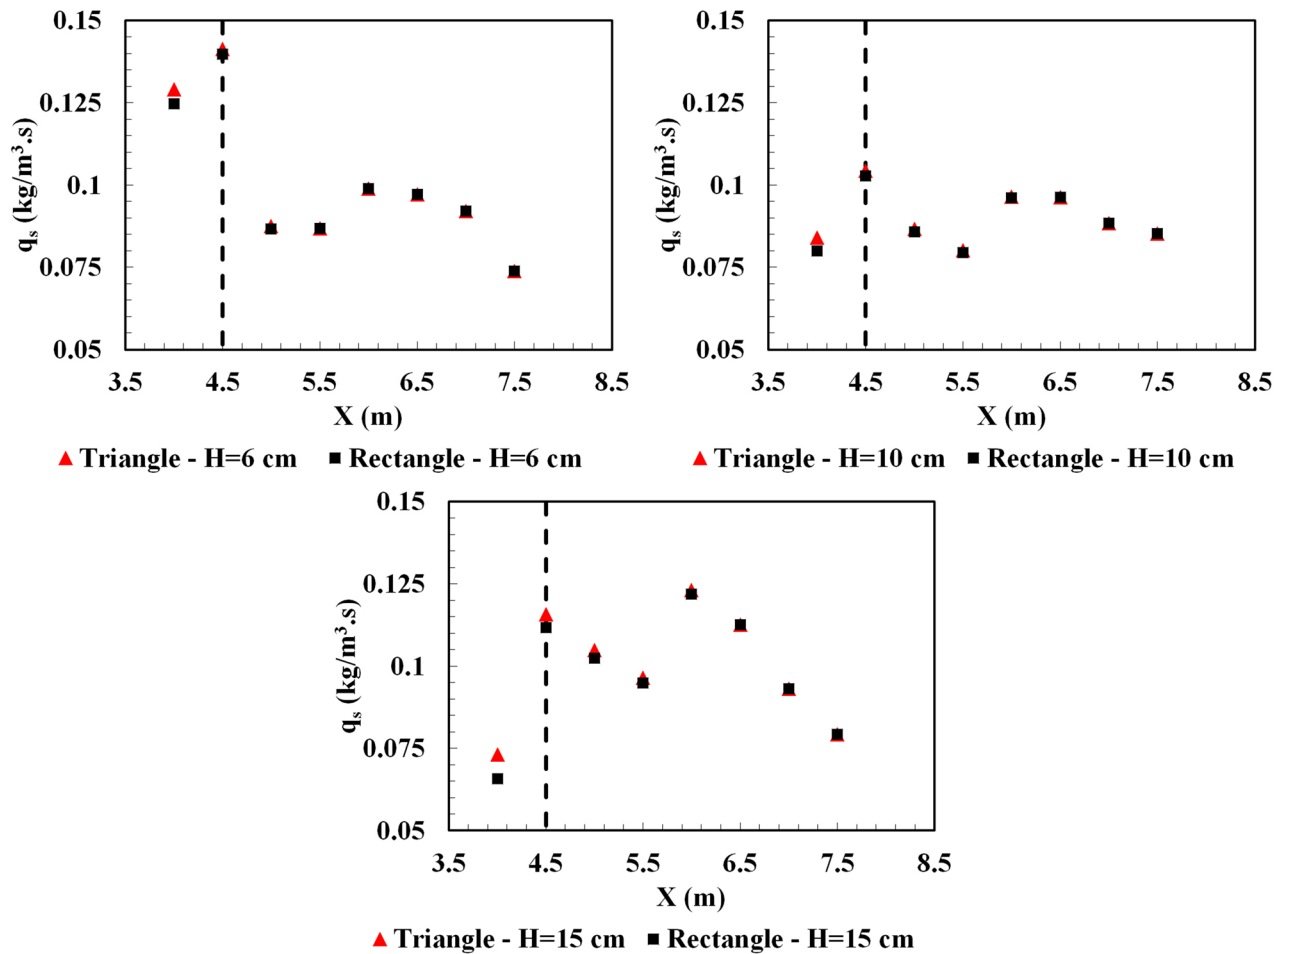 0.15
0.125
0.1
0.075
0.05
qs (kg/m³.s)
3.5 4.5 5.5 6.5 7.5 8.5
X (m)
Triangle - H=6 cm Rectangle - H=6 cm
0.15
0.125
0.1
0.075
0.05
qs (kg/m³.s)
3.5 4.5 5.5 6.5 7.5 8.5
X (m)
Triangle - H=10 cm Rectangle - H=10 cm
0.15
0.125
0.1
0.075
0.05
qs (kg/m³.s)
3.5 4.5 5.5 6.5 7.5 8.5
X (m)
Triangle - H=15 cm Rectangle - H=15 cm